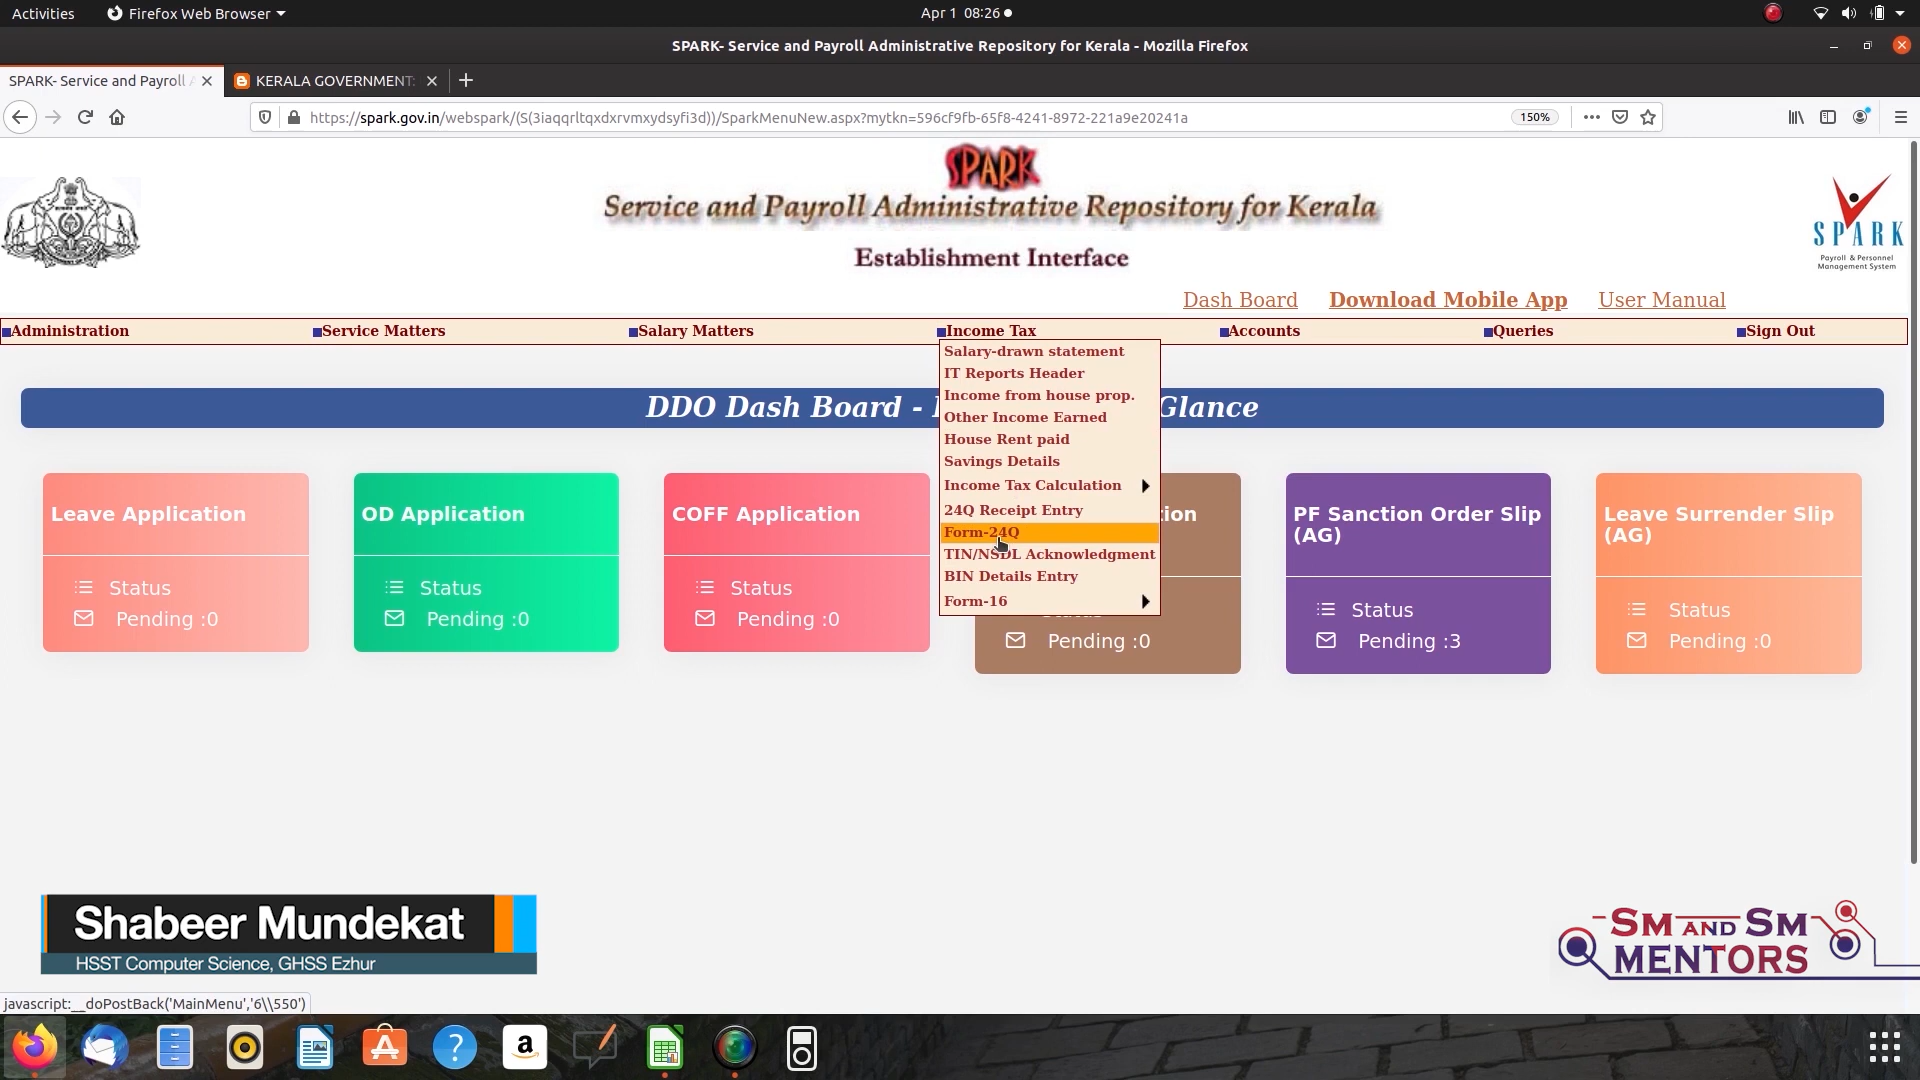 Activities
Firefox Web Browser
Apr 1 08:26
SPARK- Service and Payroll Administrative Repository for Kerala - Mozilla Firefox
SPARK- Service and Payroll A
KERALA GOVERNMENT:
https://spark.gov.in/webspark/(S(3iaqqrltqxdxrvmxydsyfi3d))/SparkMenuNew.aspx?mytkn=596cf9fb-65f8-4241-8972-221a9e20241a
150%
SPARK
Service and Payroll Administrative Repository for Kerala
Establishment Interface
SPARK
Payroll & Personnel
Management System
Dash Board
Download Mobile App
User Manual
Administration
Service Matters
Salary Matters
Income Tax
Accounts
Queries
Sign Out
Salary-drawn statement
IT Reports Header
Income from house prop.
Other Income Earned
House Rent paid
Savings Details
Income Tax Calculation
24Q Receipt Entry
Form-24Q
TIN/NSDL Acknowledgment
BIN Details Entry
Form-16
DDO Dash Board - Glance
Leave Application
Status
Pending :0
OD Application
Status
Pending :0
COFF Application
Status
Pending :0
Pending :0
PF Sanction Order Slip
(AG)
Status
Pending :3
Leave Surrender Slip
(AG)
Status
Pending :0
Shabeer Mundekat
HSST Computer Science, GHSS Ezhur
SM AND SM
MENTORS
javascript:__doPostBack('MainMenu','6\\550')